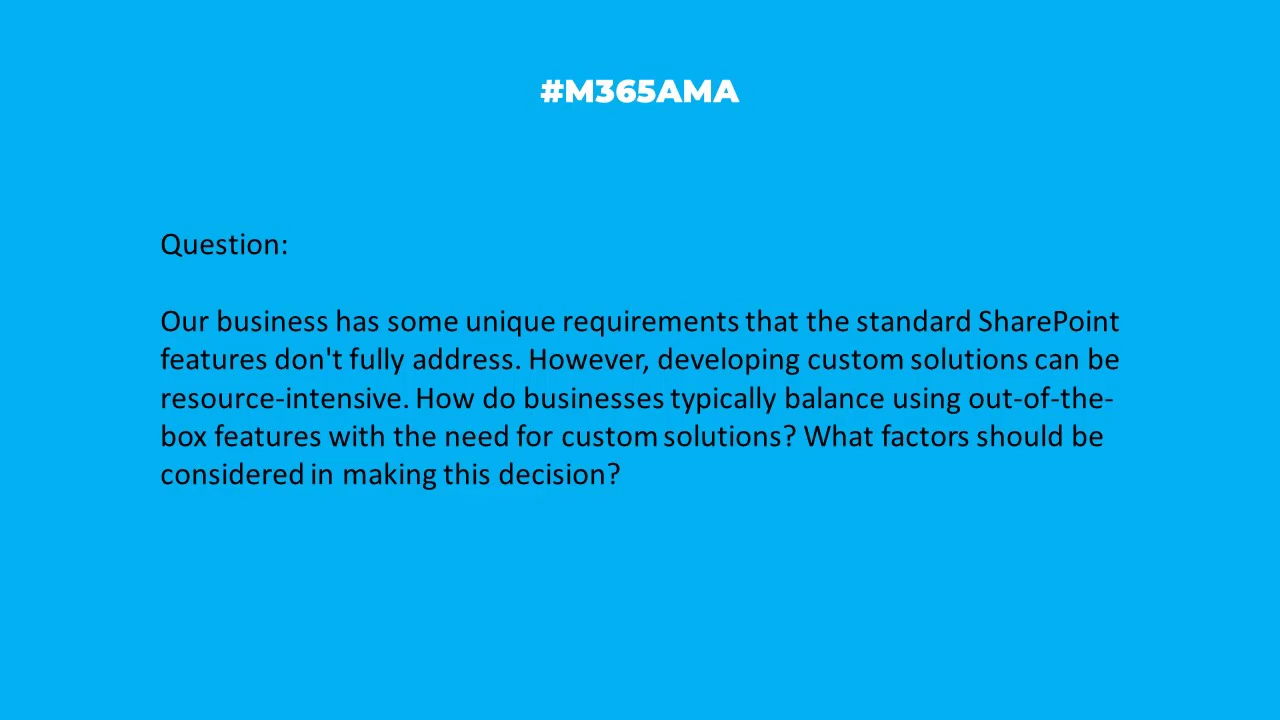 #M365AMA
Question:
Our business has some unique requirements that the standard SharePoint
features don't fully address. However, developing custom solutions can be
resource-intensive. How do businesses typically balance using out-of-the-
box features with the need for custom solutions? What factors should be
considered in making this decision?